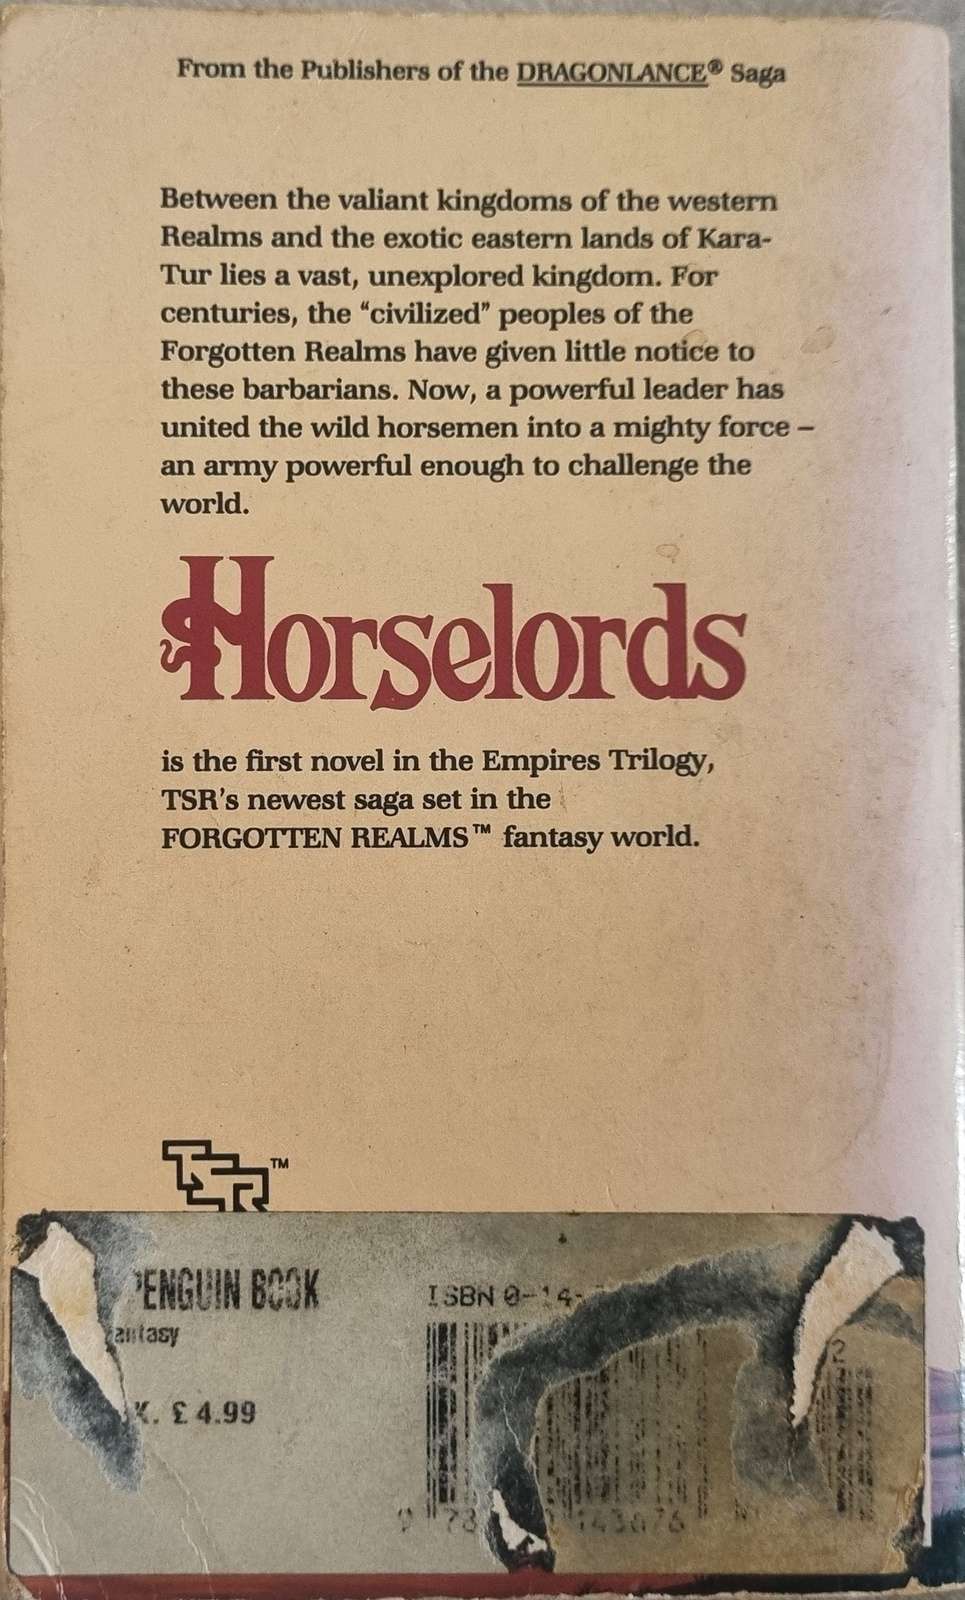 From the Publishers of the DRAGONLANCE® Saga
Between the valiant kingdoms of the western
Realms and the exotic eastern lands of Kara-
Tur lies a vast, unexplored kingdom. For
centuries, the “civilized” peoples of the
Forgotten Realms have given little notice to
these barbarians. Now, a powerful leader has
united the wild horsemen into a mighty force –
an army powerful enough to challenge the
world.
Horselords
is the first novel in the Empires Trilogy,
TSR’s newest saga set in the
FORGOTTEN REALMS™ fantasy world.
TSR™
PENGUIN BOOK
ISBN 0-14-
antasy
K. £4.99
9 78